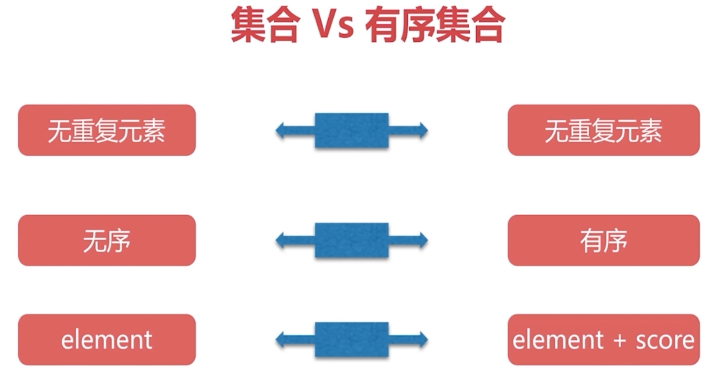 集合 Vs 有序集合
无重复元素
无重复元素
无序
有序
element
element + score